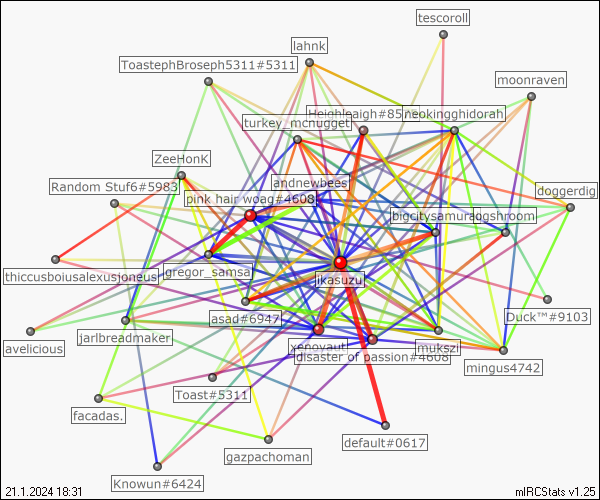 tescoroll
lahnk
ToastephBroseph5311#5311
moonraven
Heighleaigh#85
neokingghidorah
turkey_mcnugget
ZeeHonK
andnewbees
Random Stuf6#5983
doggerdig
pink hair woag#4608
bigcitysamurai
pgshroom
thiccusboiusalexusjoneus
gregor_samsa
ikasuzu
asad#6947
Duck™#9103
avelicious
jarlbreadmaker
xenovaut
mukszi
disaster of passion#4608
mingus4742
Toast#5311
facadas.
default#0617
gazpachoman
Knowun#6424
21.1.2024 18:31
mIRCStats v1.25